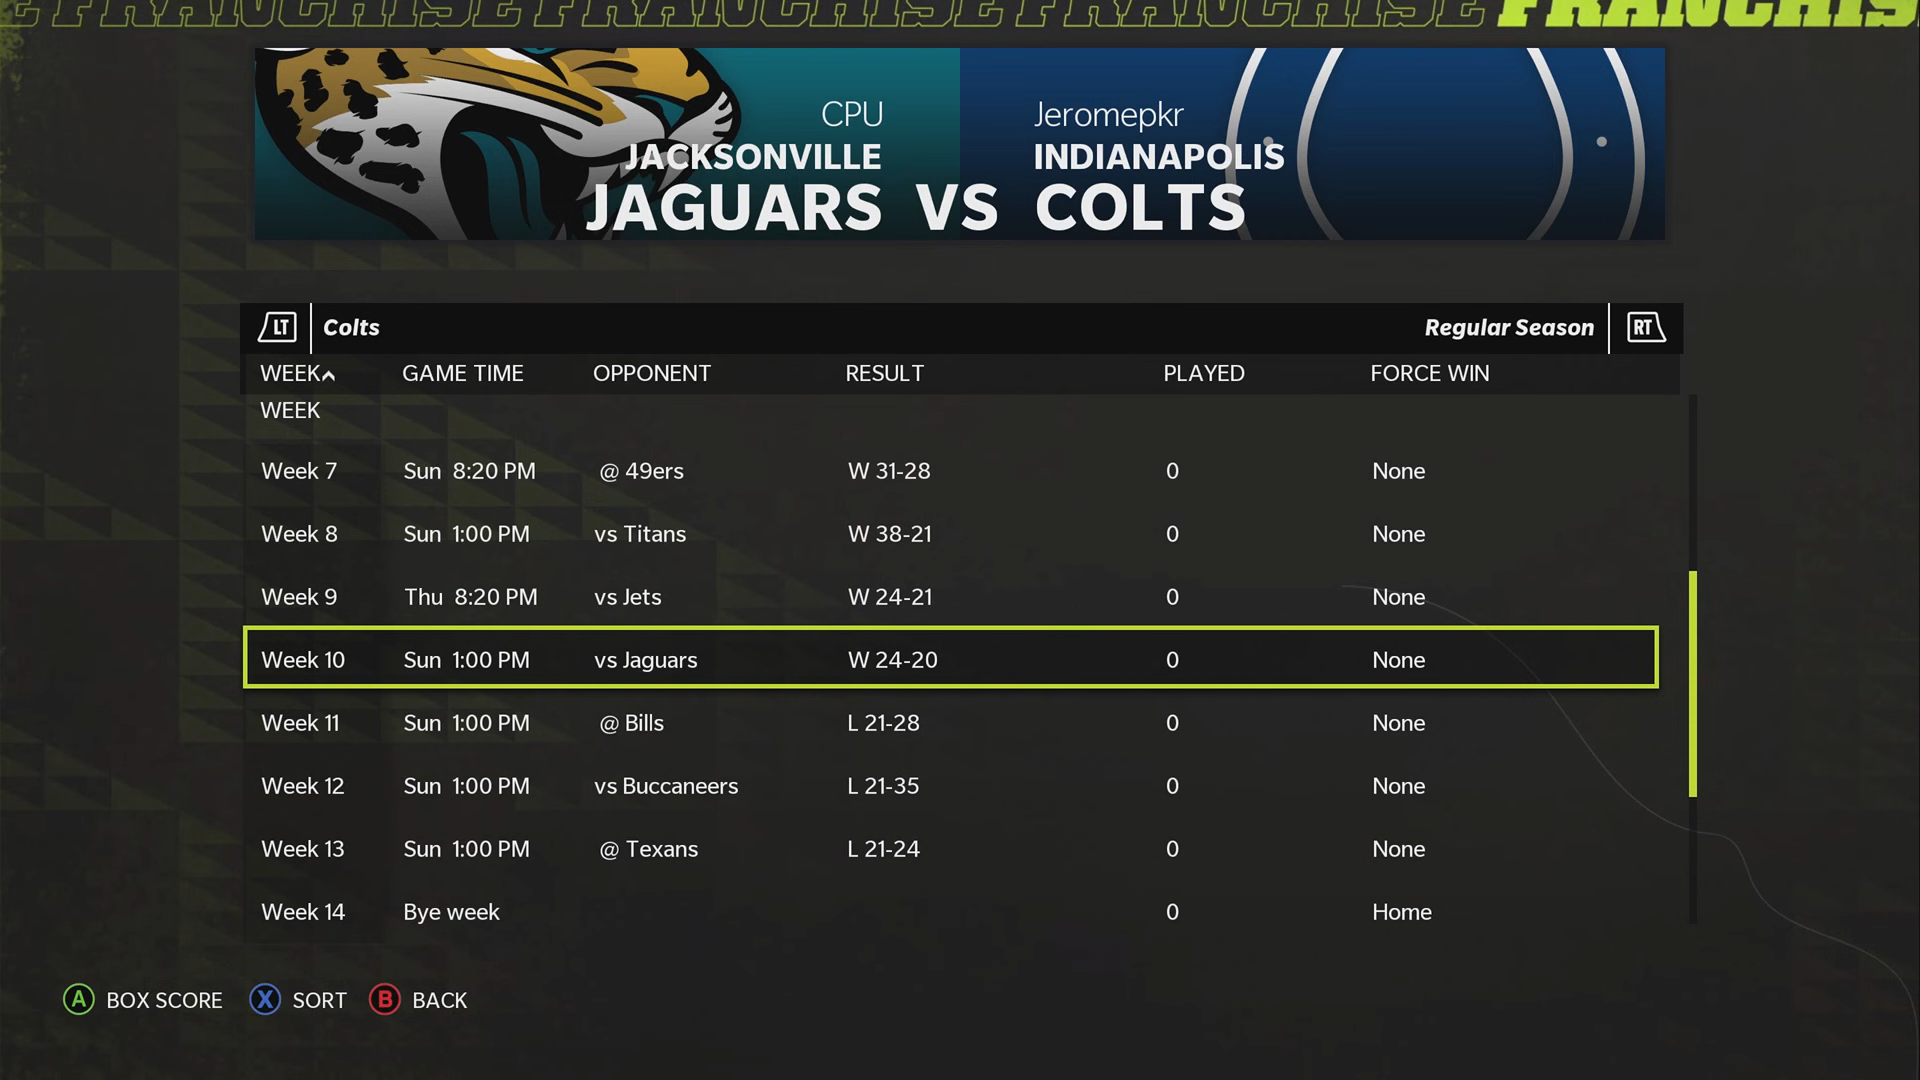 E FRANCHISE FRANCHISE FRANCHISE FRANCHIS
CPU
JACKSONVILLE
JAGUARS VS COLTS
Jeromepkr
INDIANAPOLIS
LT Colts Regular Season RT
WEEK GAME TIME OPPONENT RESULT PLAYED FORCE WIN
WEEK
Week 7 Sun 8:20 PM @ 49ers W 31-28 0 None
Week 8 Sun 1:00 PM vs Titans W 38-21 0 None
Week 9 Thu 8:20 PM vs Jets W 24-21 0 None
Week 10 Sun 1:00 PM vs Jaguars W 24-20 0 None
Week 11 Sun 1:00 PM @ Bills L 21-28 0 None
Week 12 Sun 1:00 PM vs Buccaneers L 21-35 0 None
Week 13 Sun 1:00 PM @ Texans L 21-24 0 None
Week 14 Bye week 0 Home
A BOX SCORE X SORT B BACK